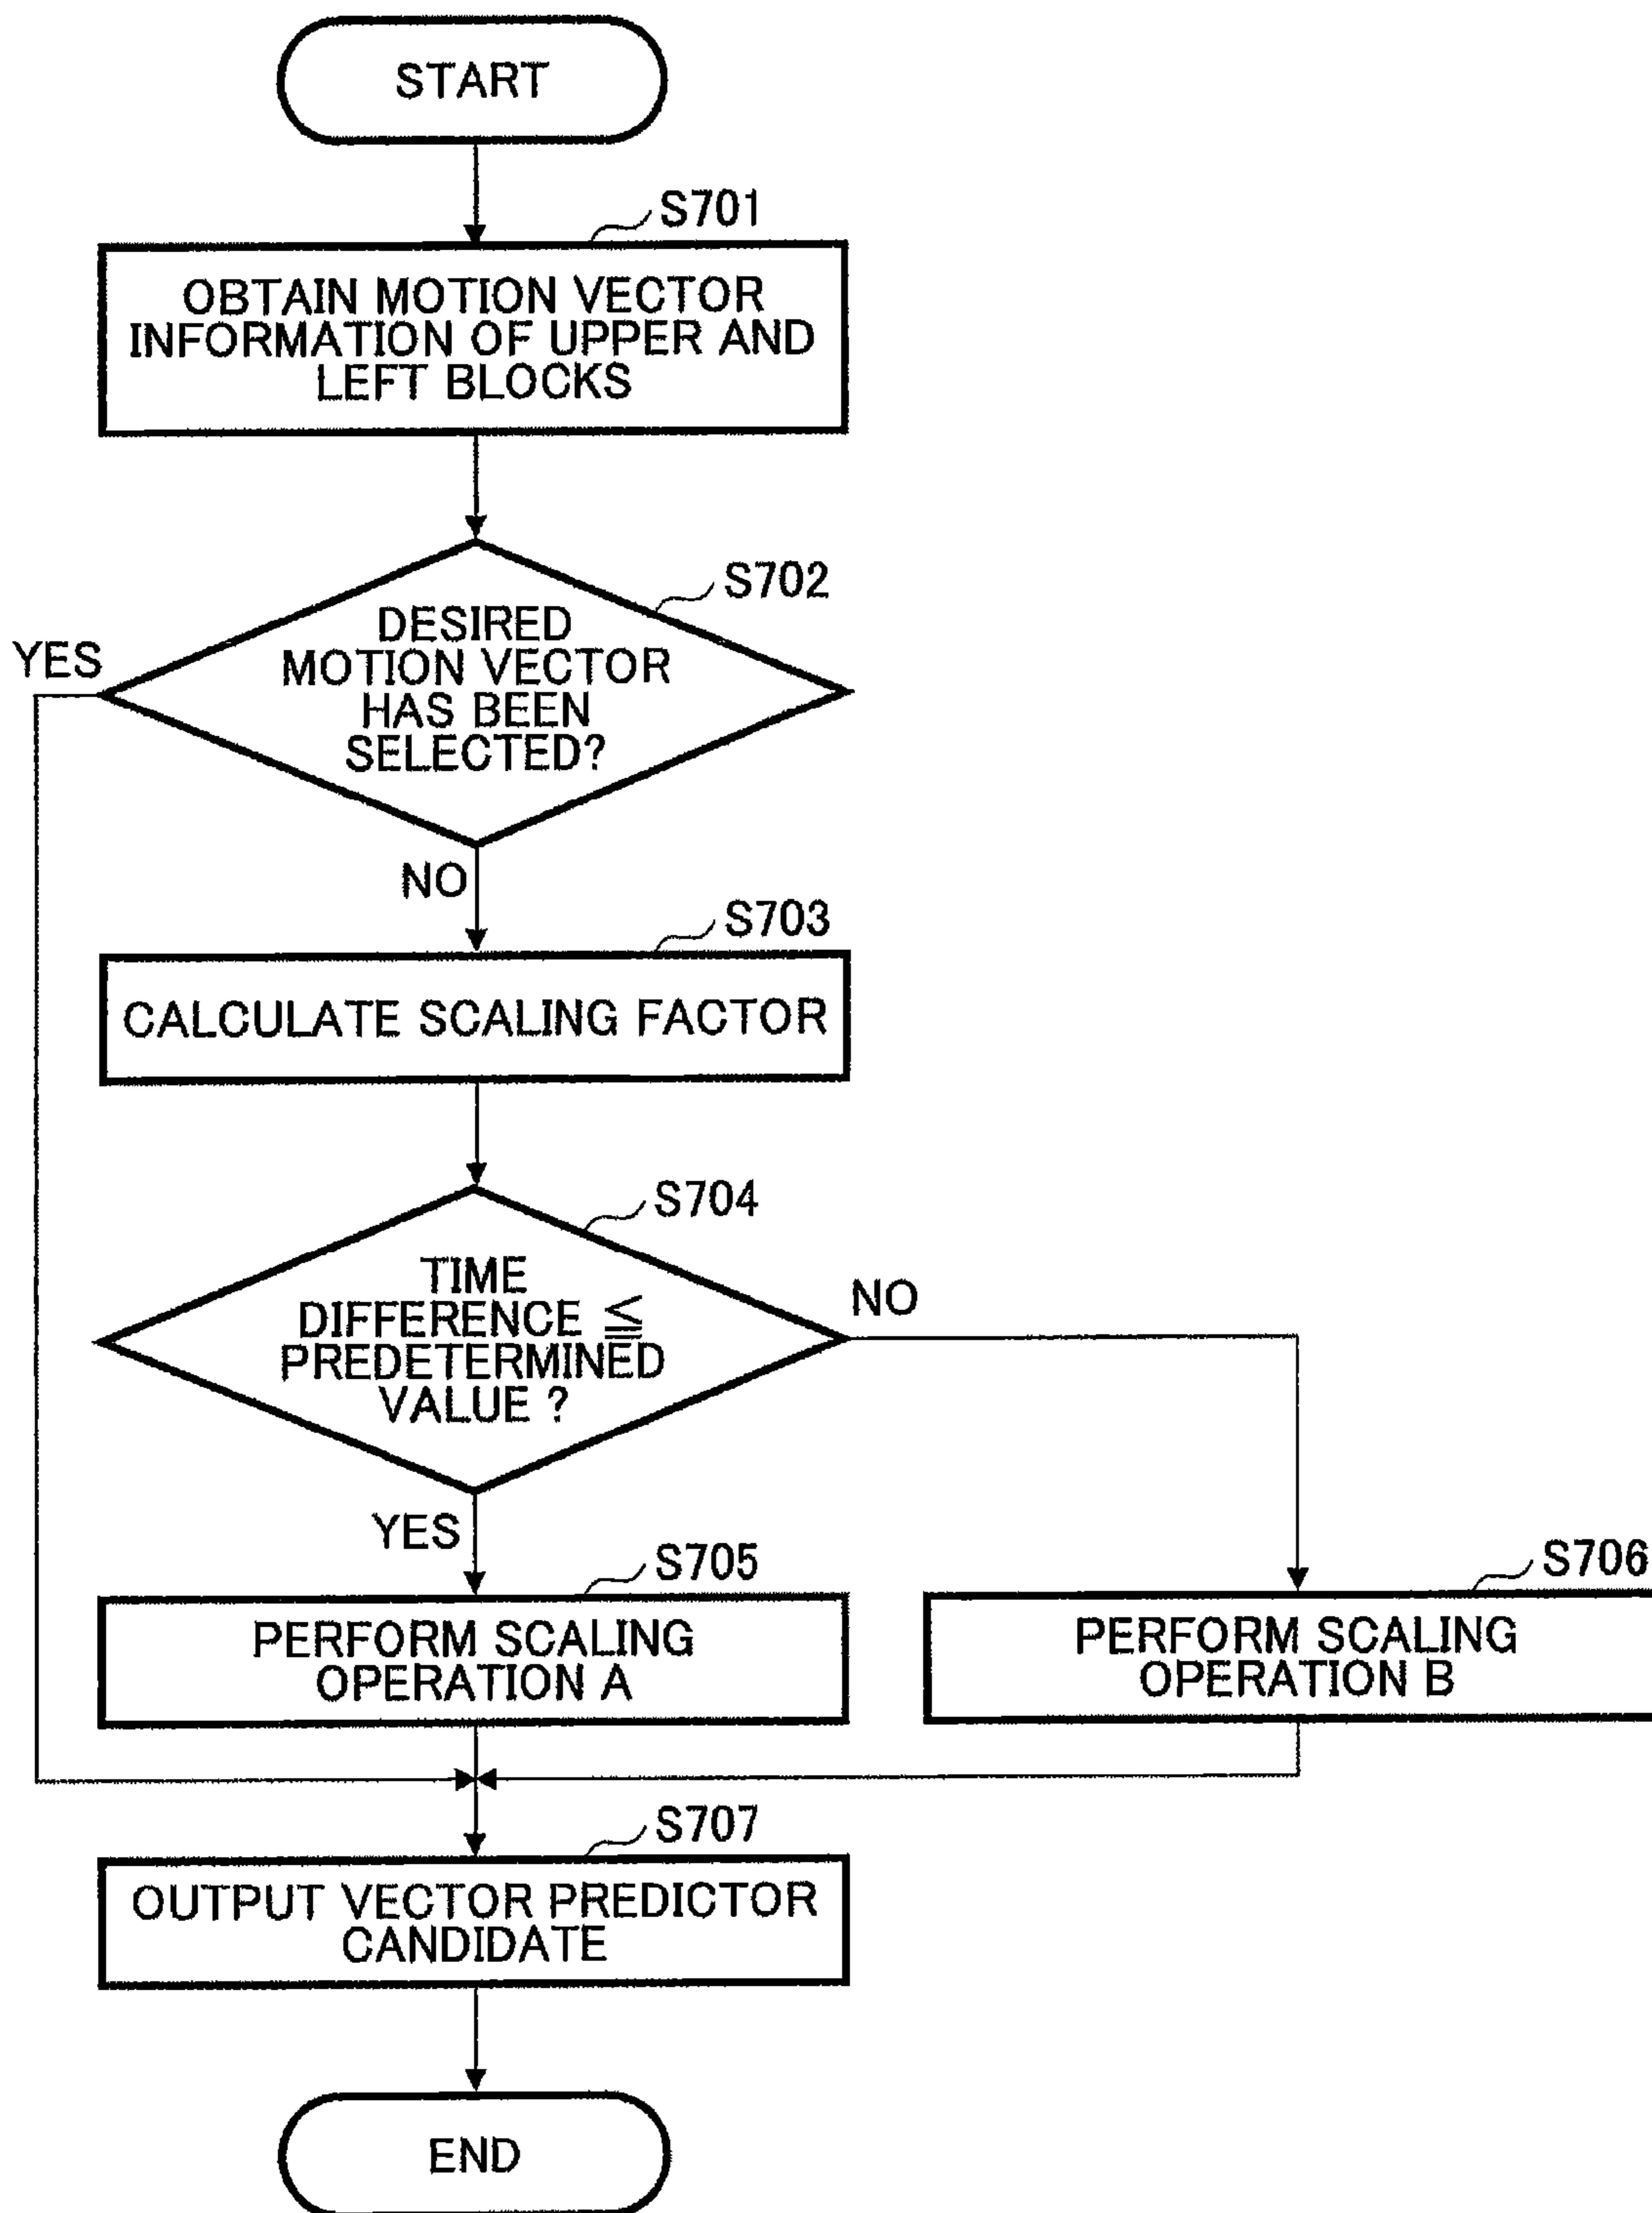 START
S701
OBTAIN MOTION VECTOR
INFORMATION OF UPPER AND
LEFT BLOCKS
S702
DESIRED
MOTION VECTOR
HAS BEEN
SELECTED?
YES
NO
S703
CALCULATE SCALING FACTOR
S704
TIME
DIFFERENCE ≦
PREDETERMINED
VALUE ?
NO
YES
S705
PERFORM SCALING
OPERATION A
S706
PERFORM SCALING
OPERATION B
S707
OUTPUT VECTOR PREDICTOR
CANDIDATE
END